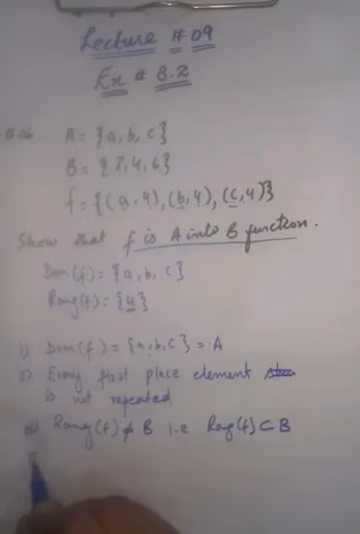 Lecture # 09
Ex # 8.2
A = {a, b, c}
B = {2, 4, 6}
f = {(a, 4), (b, 4), (c, 4)}
Show that f is A into B function.
Dom(f) = {a, b, c}
Rang(f) = {4}
i) Dom(f) = {a, b, c} = A
ii) Every first place element
is not repeated
iii) Rang(f) ≠ B i.e Rag(f) ⊂ B